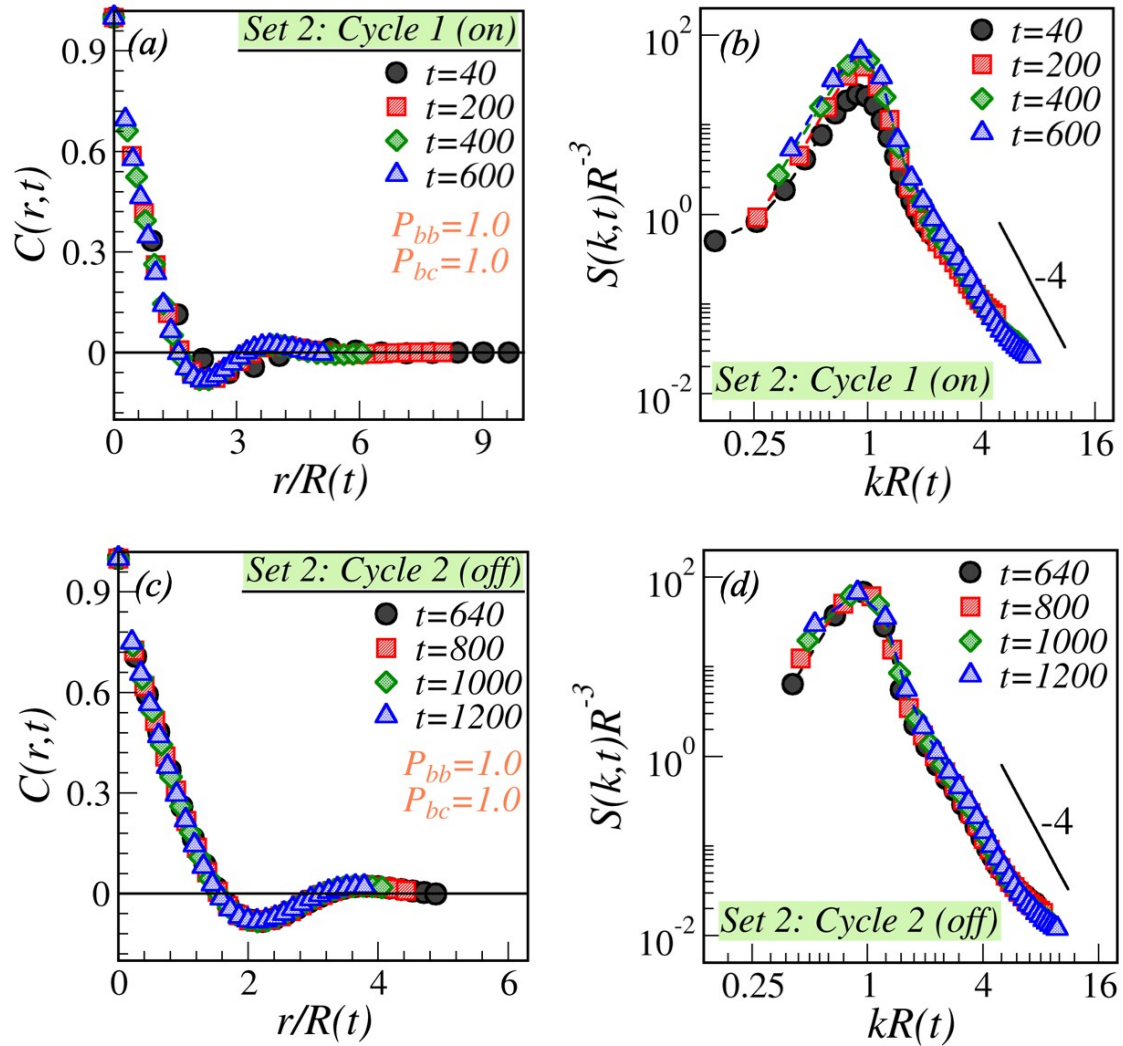 (a)
Set 2: Cycle 1 (on)
t=40
t=200
t=400
t=600
P_bb=1.0
P_bc=1.0
C(r,t)
0.9
0.6
0.3
0
0 3 6 9
r/R(t)
(b)
t=40
t=200
t=400
t=600
-4
Set 2: Cycle 1 (on)
S(k,t)R^-3
10^2
10^0
10^-2
0.25 1 4 16
kR(t)
(c)
Set 2: Cycle 2 (off)
t=640
t=800
t=1000
t=1200
P_bb=1.0
P_bc=1.0
C(r,t)
0.9
0.6
0.3
0
0 2 4 6
r/R(t)
(d)
t=640
t=800
t=1000
t=1200
-4
Set 2: Cycle 2 (off)
S(k,t)R^-3
10^2
10^0
10^-2
0.25 1 4 16
kR(t)